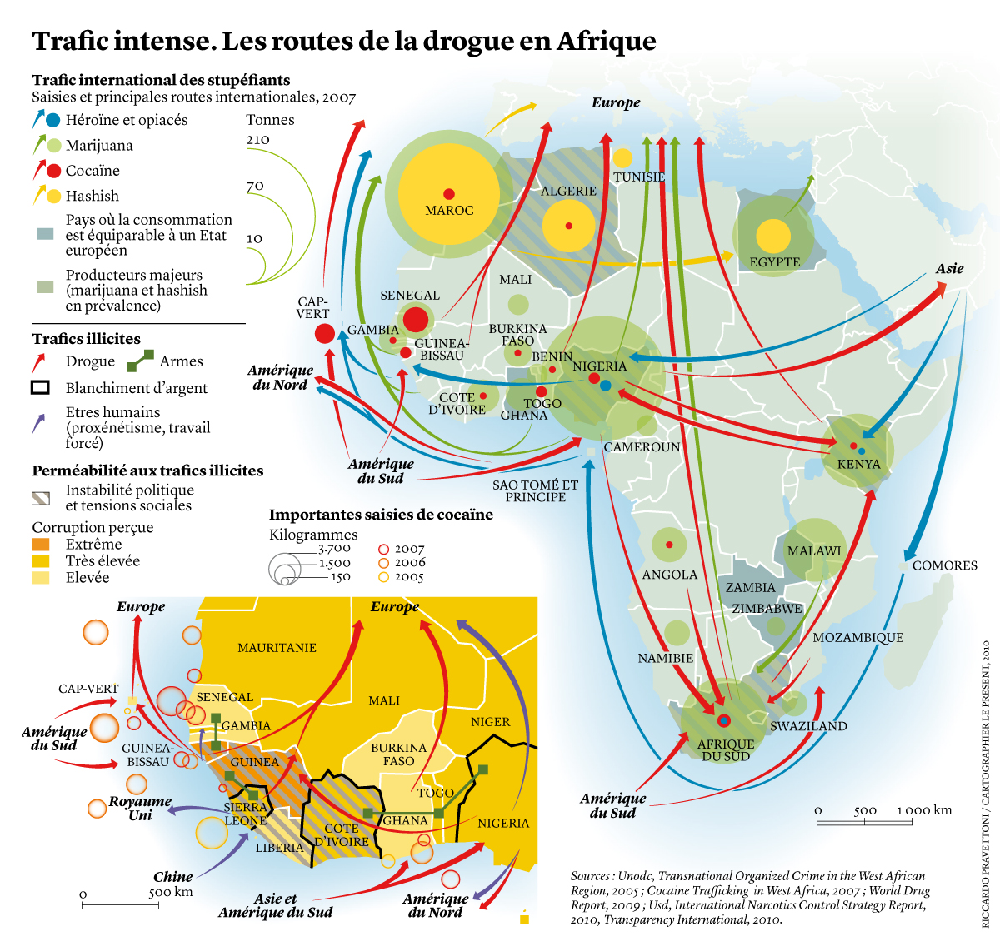 Trafic intense. Les routes de la drogue en Afrique
Trafic international des stupéfiants
Saisies et principales routes internationales, 2007
Héroïne et opiacés
Marijuana
Cocaïne
Hashish
Pays où la consommation
est équiparable à un Etat
européen
Producteurs majeurs
(marijuana et hashish
en prévalence)
Tonnes
210
70
10
Trafics illicites
Drogue
Armes
Blanchiment d'argent
Etres humains
(proxénétisme, travail
forcé)
Perméabilité aux trafics illicites
Instabilité politique
et tensions sociales
Corruption perçue
Extrême
Très élevée
Elevée
Importantes saisies de cocaïne
Kilogrammes
3.700
1.500
150
2007
2006
2005
Europe
MAROC
TUNISIE
ALGERIE
EGYPTE
Asie
MALI
CAP-
VERT
SENEGAL
GAMBIA
GUINEA-
BISSAU
BURKINA
FASO
BENIN
NIGERIA
Amérique
du Nord
COTE
D'IVOIRE
TOGO
GHANA
CAMEROUN
KENYA
Amérique
du Sud
SAO TOMÉ ET
PRINCIPE
ANGOLA
MALAWI
COMORES
ZAMBIA
ZIMBABWE
MOZAMBIQUE
NAMIBIE
SWAZILAND
AFRIQUE
DU SUD
Amérique
du Sud
0
500
1 000 km
Europe
Europe
MAURITANIE
CAP-VERT
SENEGAL
MALI
GAMBIA
NIGER
Amérique
du Sud
GUINEA-
BISSAU
GUINEA
BURKINA
FASO
Royaume
Uni
SIERRA
LEONE
TOGO
GHANA
NIGERIA
COTE
D'IVOIRE
LIBERIA
Chine
0
500 km
Asie et
Amérique du Sud
Amérique
du Nord
Sources : Unodc, Transnational Organized Crime in the West African
Region, 2005 ; Cocaine Trafficking in West Africa, 2007 ; World Drug
Report, 2009 ; Usd, International Narcotics Control Strategy Report,
2010, Transparency International, 2010.
RICCARDO PRAVETTONI / CARTOGRAPHIER LE PRESENT, 2010